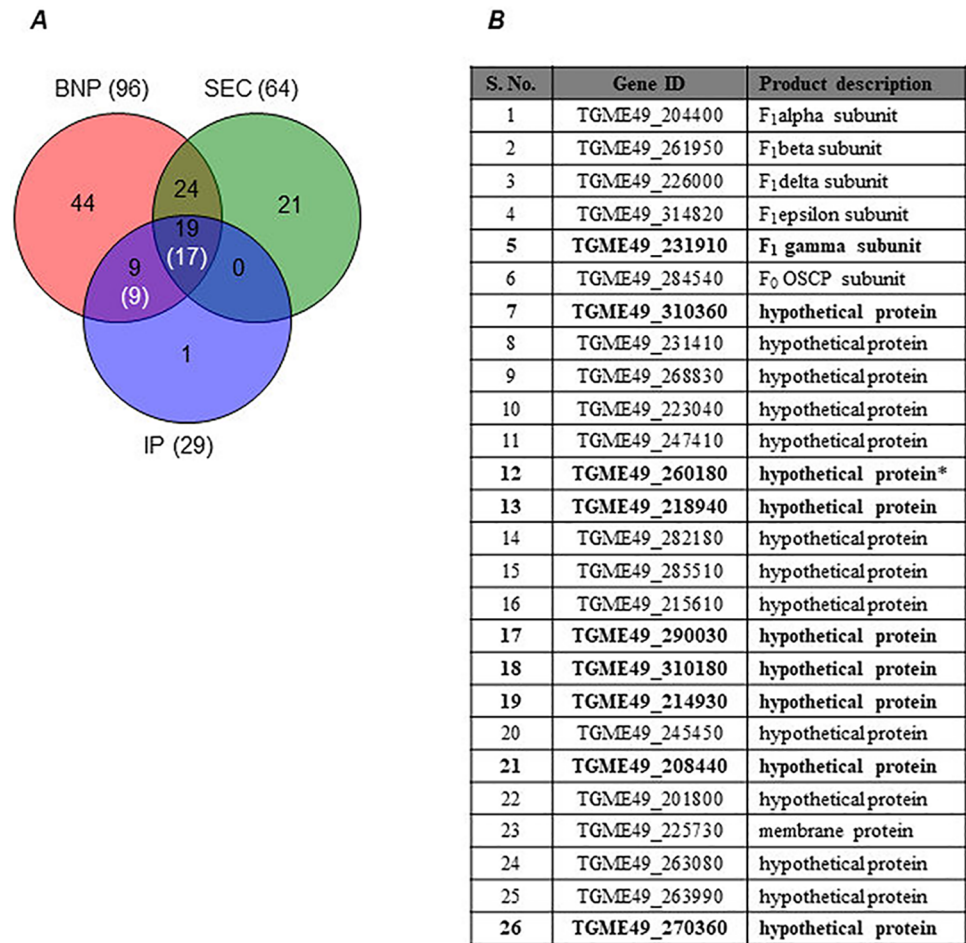 A
B
BNP (96)
SEC (64)
44
24
21
19
(17)
9
(9)
0
1
IP (29)
S. No. Gene ID Product description
1 TGME49_204400 F₁alpha subunit
2 TGME49_261950 F₁beta subunit
3 TGME49_226000 F₁delta subunit
4 TGME49_314820 F₁epsilon subunit
5 TGME49_231910 F₁ gamma subunit
6 TGME49_284540 F₀ OSCP subunit
7 TGME49_310360 hypothetical protein
8 TGME49_231410 hypothetical protein
9 TGME49_268830 hypothetical protein
10 TGME49_223040 hypothetical protein
11 TGME49_247410 hypothetical protein
12 TGME49_260180 hypothetical protein*
13 TGME49_218940 hypothetical protein
14 TGME49_282180 hypothetical protein
15 TGME49_285510 hypothetical protein
16 TGME49_215610 hypothetical protein
17 TGME49_290030 hypothetical protein
18 TGME49_310180 hypothetical protein
19 TGME49_214930 hypothetical protein
20 TGME49_245450 hypothetical protein
21 TGME49_208440 hypothetical protein
22 TGME49_201800 hypothetical protein
23 TGME49_225730 membrane protein
24 TGME49_263080 hypothetical protein
25 TGME49_263990 hypothetical protein
26 TGME49_270360 hypothetical protein